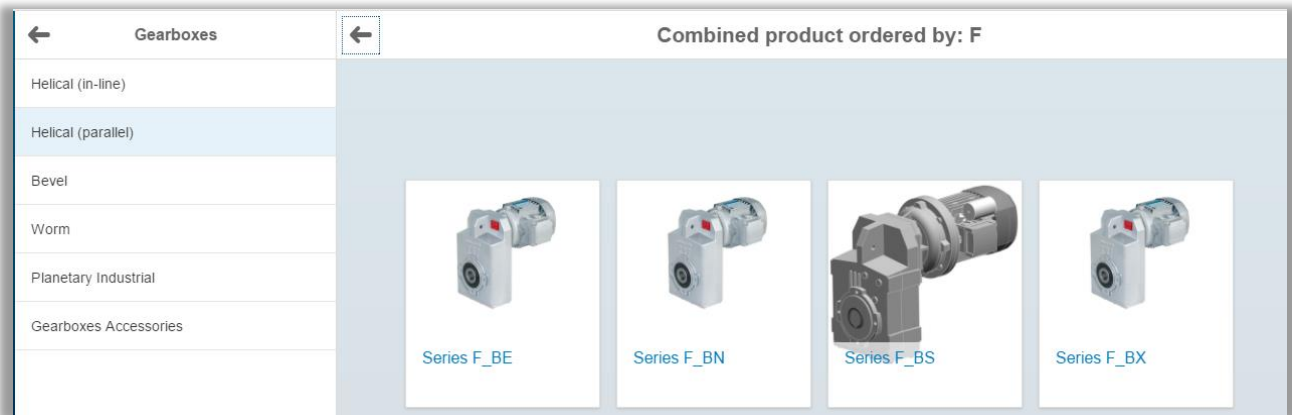 Gearboxes
Helical (in-line)
Helical (parallel)
Bevel
Worm
Planetary Industrial
Gearboxes Accessories
Combined product ordered by: F
Series F_BE
Series F_BN
Series F_BS
Series F_BX